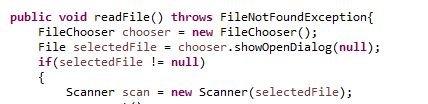 public void readFile() throws FileNotFoundException{
FileChooser chooser = new FileChooser();
File selectedFile = chooser.showOpenDialog(null);
if(selectedFile != null)
{
Scanner scan = new Scanner(selectedFile);